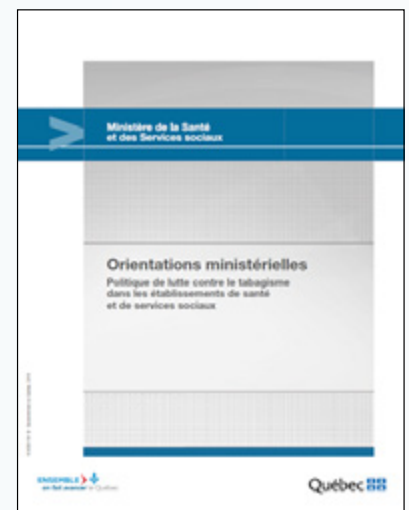 Ministère de la Santé
et des Services sociaux
Orientations ministérielles
Politique de lutte contre le tabagisme
dans les établissements de santé
et de services sociaux
ENSEMBLE
on fait avancer le Québec
Québec